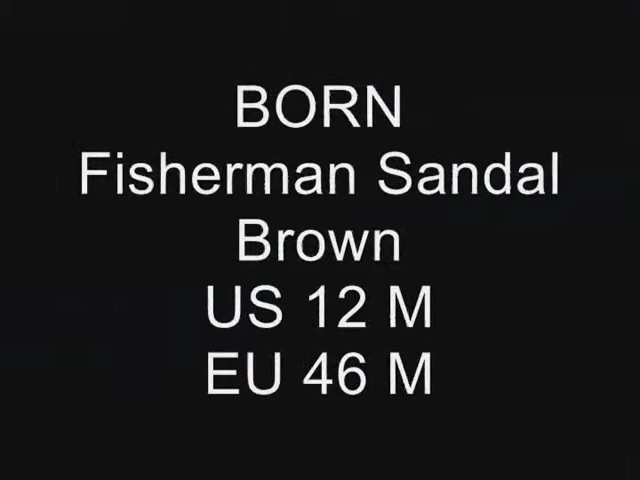 BORN
Fisherman Sandal
Brown
US 12 M
EU 46 M